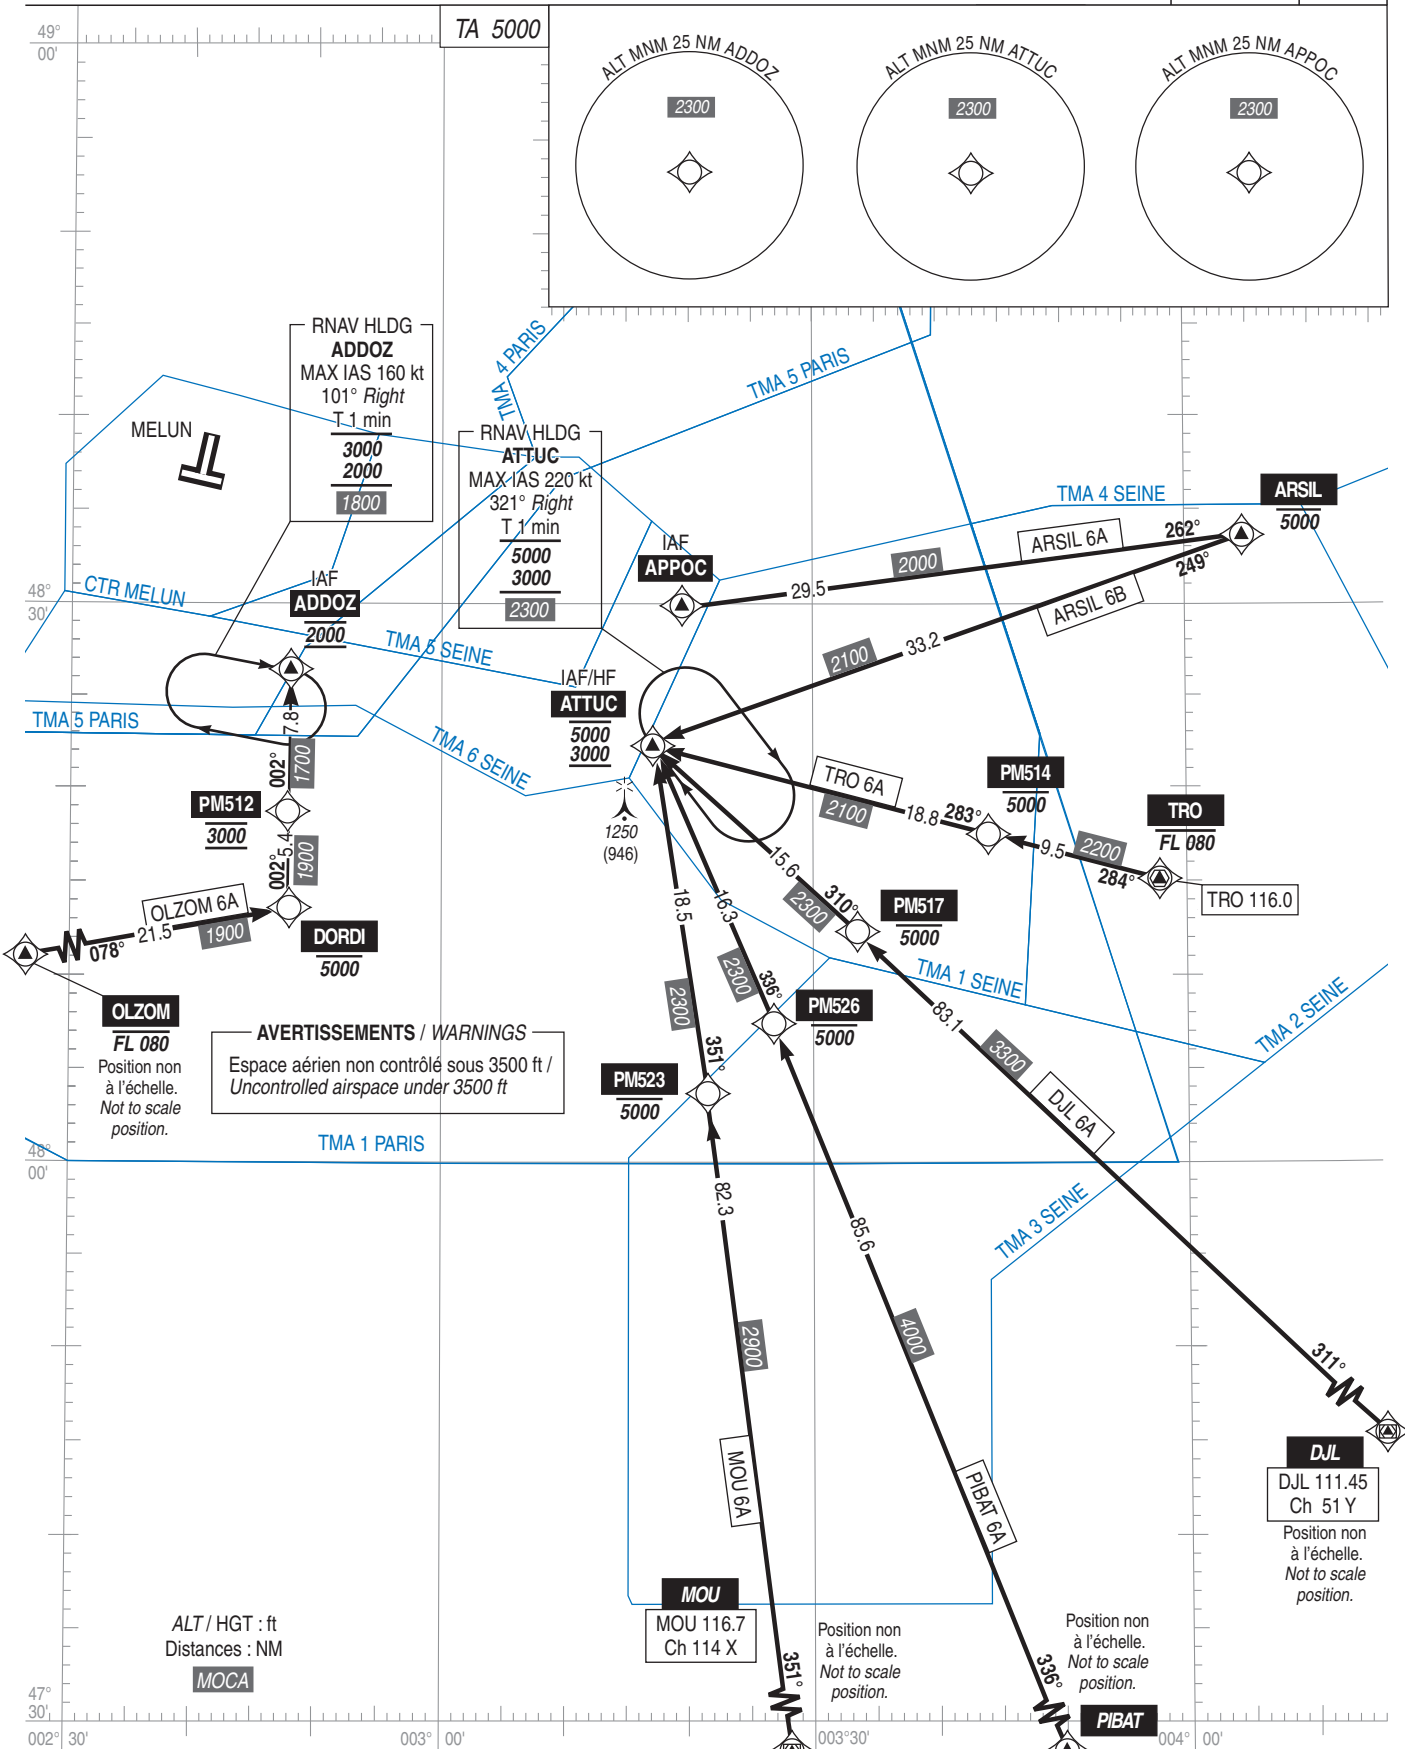 49°
00'
TA 5000
ALT MNM 25 NM ADDOZ
2300
ALT MNM 25 NM ATTUC
2300
ALT MNM 25 NM APPOC
2300
TMA 4 PARIS
TMA 5 PARIS
RNAV HLDG
ADDOZ
MAX IAS 160 kt
101° Right
T 1 min
3000
2000
1800
MELUN
RNAV HLDG
ATTUC
MAX IAS 220 kt
321° Right
T 1 min
5000
3000
2300
TMA 4 SEINE
ARSIL
5000
262°
ARSIL 6A
2000
29.5
249°
ARSIL 6B
33.2
2100
IAF
APPOC
48°
30'
CTR MELUN
IAF
ADDOZ
2000
TMA 5 SEINE
IAF/HF
ATTUC
5000
3000
TMA 5 PARIS
TMA 6 SEINE
7.8
1700
002°
PM512
3000
5.4
1900
002°
OLZOM 6A
21.5
1900
078°
DORDI
5000
OLZOM
FL 080
Position non
à l'échelle.
Not to scale
position.
1250
(946)
TRO 6A
2100
18.8
283°
PM514
5000
9.5
2200
284°
TRO
FL 080
TRO 116.0
15.6
2300
310°
PM517
5000
16.3
2300
336°
PM526
5000
18.5
2300
351°
PM523
5000
TMA 1 SEINE
TMA 2 SEINE
83.1
3300
DJL 6A
AVERTISSEMENTS / WARNINGS
Espace aérien non contrôlé sous 3500 ft /
Uncontrolled airspace under 3500 ft
TMA 1 PARIS
48°
00'
82.3
85.6
TMA 3 SEINE
2900
4000
311°
MOU 6A
PIBAT 6A
DJL
DJL 111.45
Ch 51 Y
Position non
à l'échelle.
Not to scale
position.
MOU
MOU 116.7
Ch 114 X
351°
Position non
à l'échelle.
Not to scale
position.
Position non
à l'échelle.
Not to scale
position.
336°
PIBAT
ALT / HGT : ft
Distances : NM
MOCA
47°
30'
002° 30'
003° 00'
003°30'
004° 00'